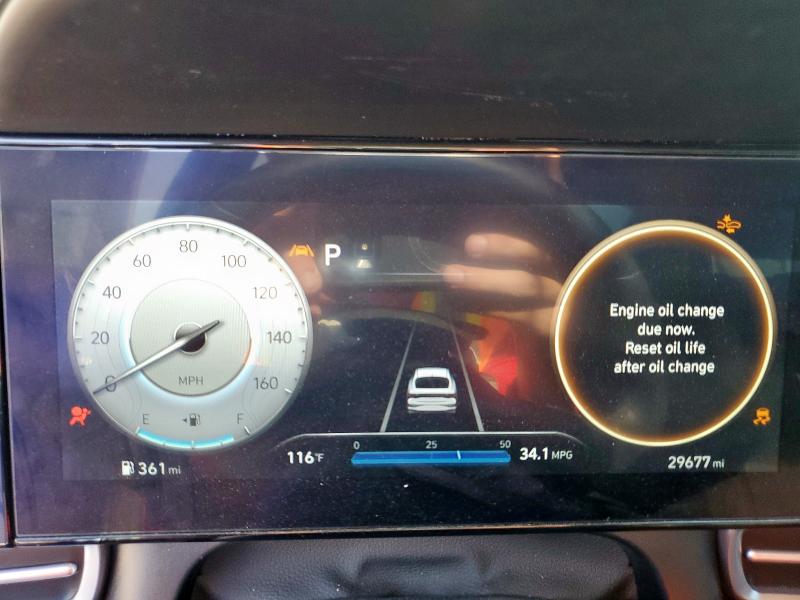 80
60 100
40 120
20 140
0 160
MPH
E F
361 mi
P
0 25 50
116°F
34.1 MPG
Engine oil change
due now.
Reset oil life
after oil change
29677 mi